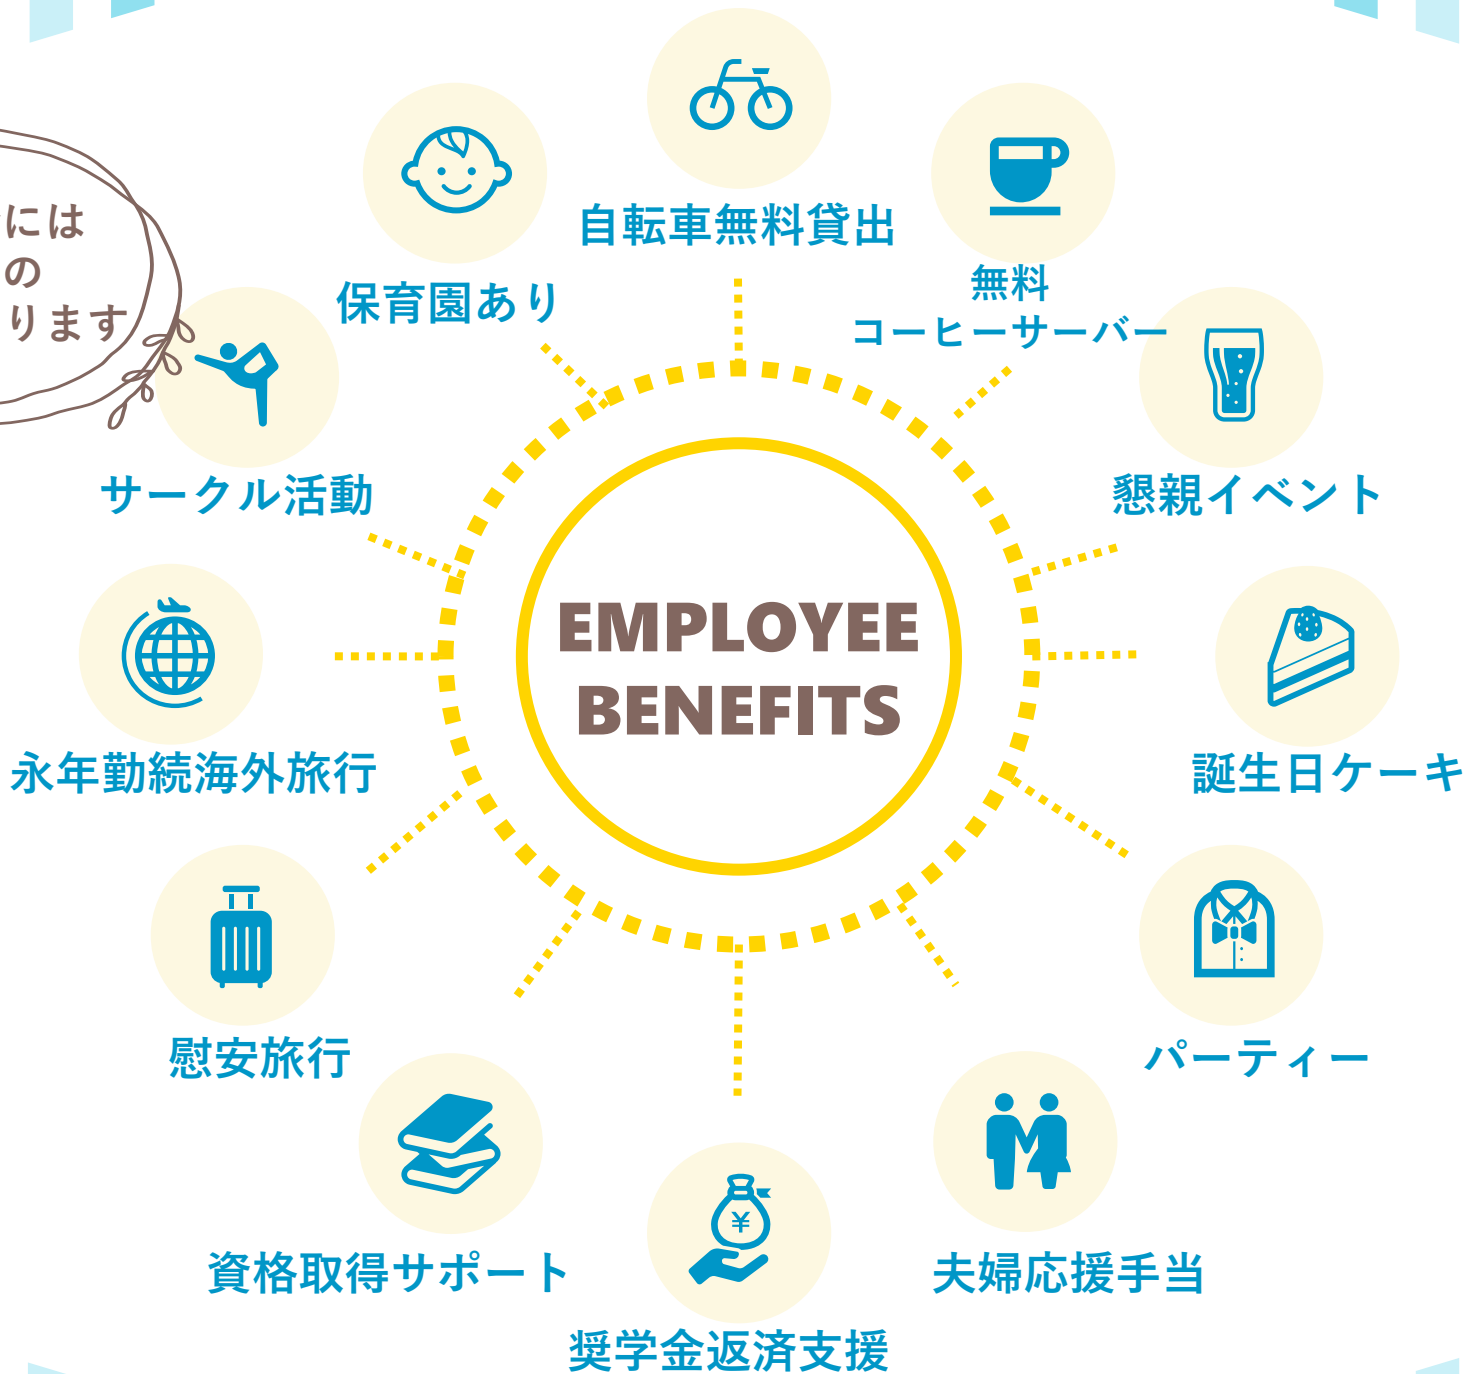 には
の
ります
自転車無料貸出
無料
コーヒーサーバー
保育園あり
懇親イベント
サークル活動
EMPLOYEE
BENEFITS
永年勤続海外旅行
誕生日ケーキ
慰安旅行
パーティー
資格取得サポート
夫婦応援手当
¥
奨学金返済支援